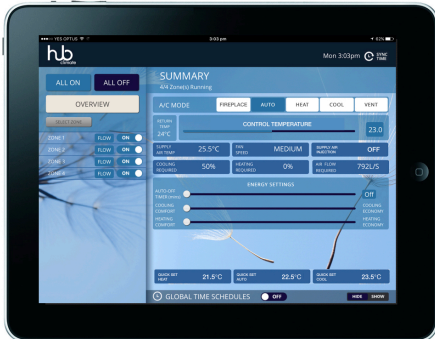 YES OPTUS
3:03 pm
62%
hub
climate
Mon 3:03pm
SYNC TIME
ALL ON
ALL OFF
OVERVIEW
SELECT ZONE
ZONE 1 FLOW ON
ZONE 2 FLOW ON
ZONE 3 FLOW ON
ZONE 4 FLOW ON
SUMMARY
4/4 Zone(s) Running
A/C MODE FIREPLACE AUTO HEAT COOL VENT
RETURN TEMP 24°C
CONTROL TEMPERATURE
23.0
SUPPLY AIR TEMP 25.5°C
FAN SPEED MEDIUM
SUPPLY AIR INJECTION OFF
COOLING REQUIRED 50%
HEATING REQUIRED 0%
AIR FLOW REQUIRED 792L/S
ENERGY SETTINGS
AUTO-OFF TIMER (mins) Off
COOLING COMFORT COOLING ECONOMY
HEATING COMFORT HEATING ECONOMY
QUICK SET HEAT 21.5°C
QUICK SET AUTO 22.5°C
QUICK SET COOL 23.5°C
GLOBAL TIME SCHEDULES OFF HIDE SHOW